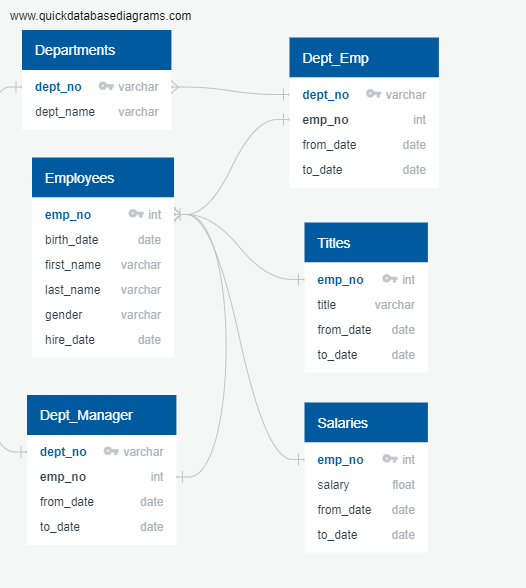 www.quickdatabasediagrams.com
Departments
dept_no varchar
dept_name varchar
Dept_Emp
dept_no varchar
emp_no int
from_date date
to_date date
Employees
emp_no int
birth_date date
first_name varchar
last_name varchar
gender varchar
hire_date date
Titles
emp_no int
title varchar
from_date date
to_date date
Dept_Manager
dept_no varchar
emp_no int
from_date date
to_date date
Salaries
emp_no int
salary float
from_date date
to_date date